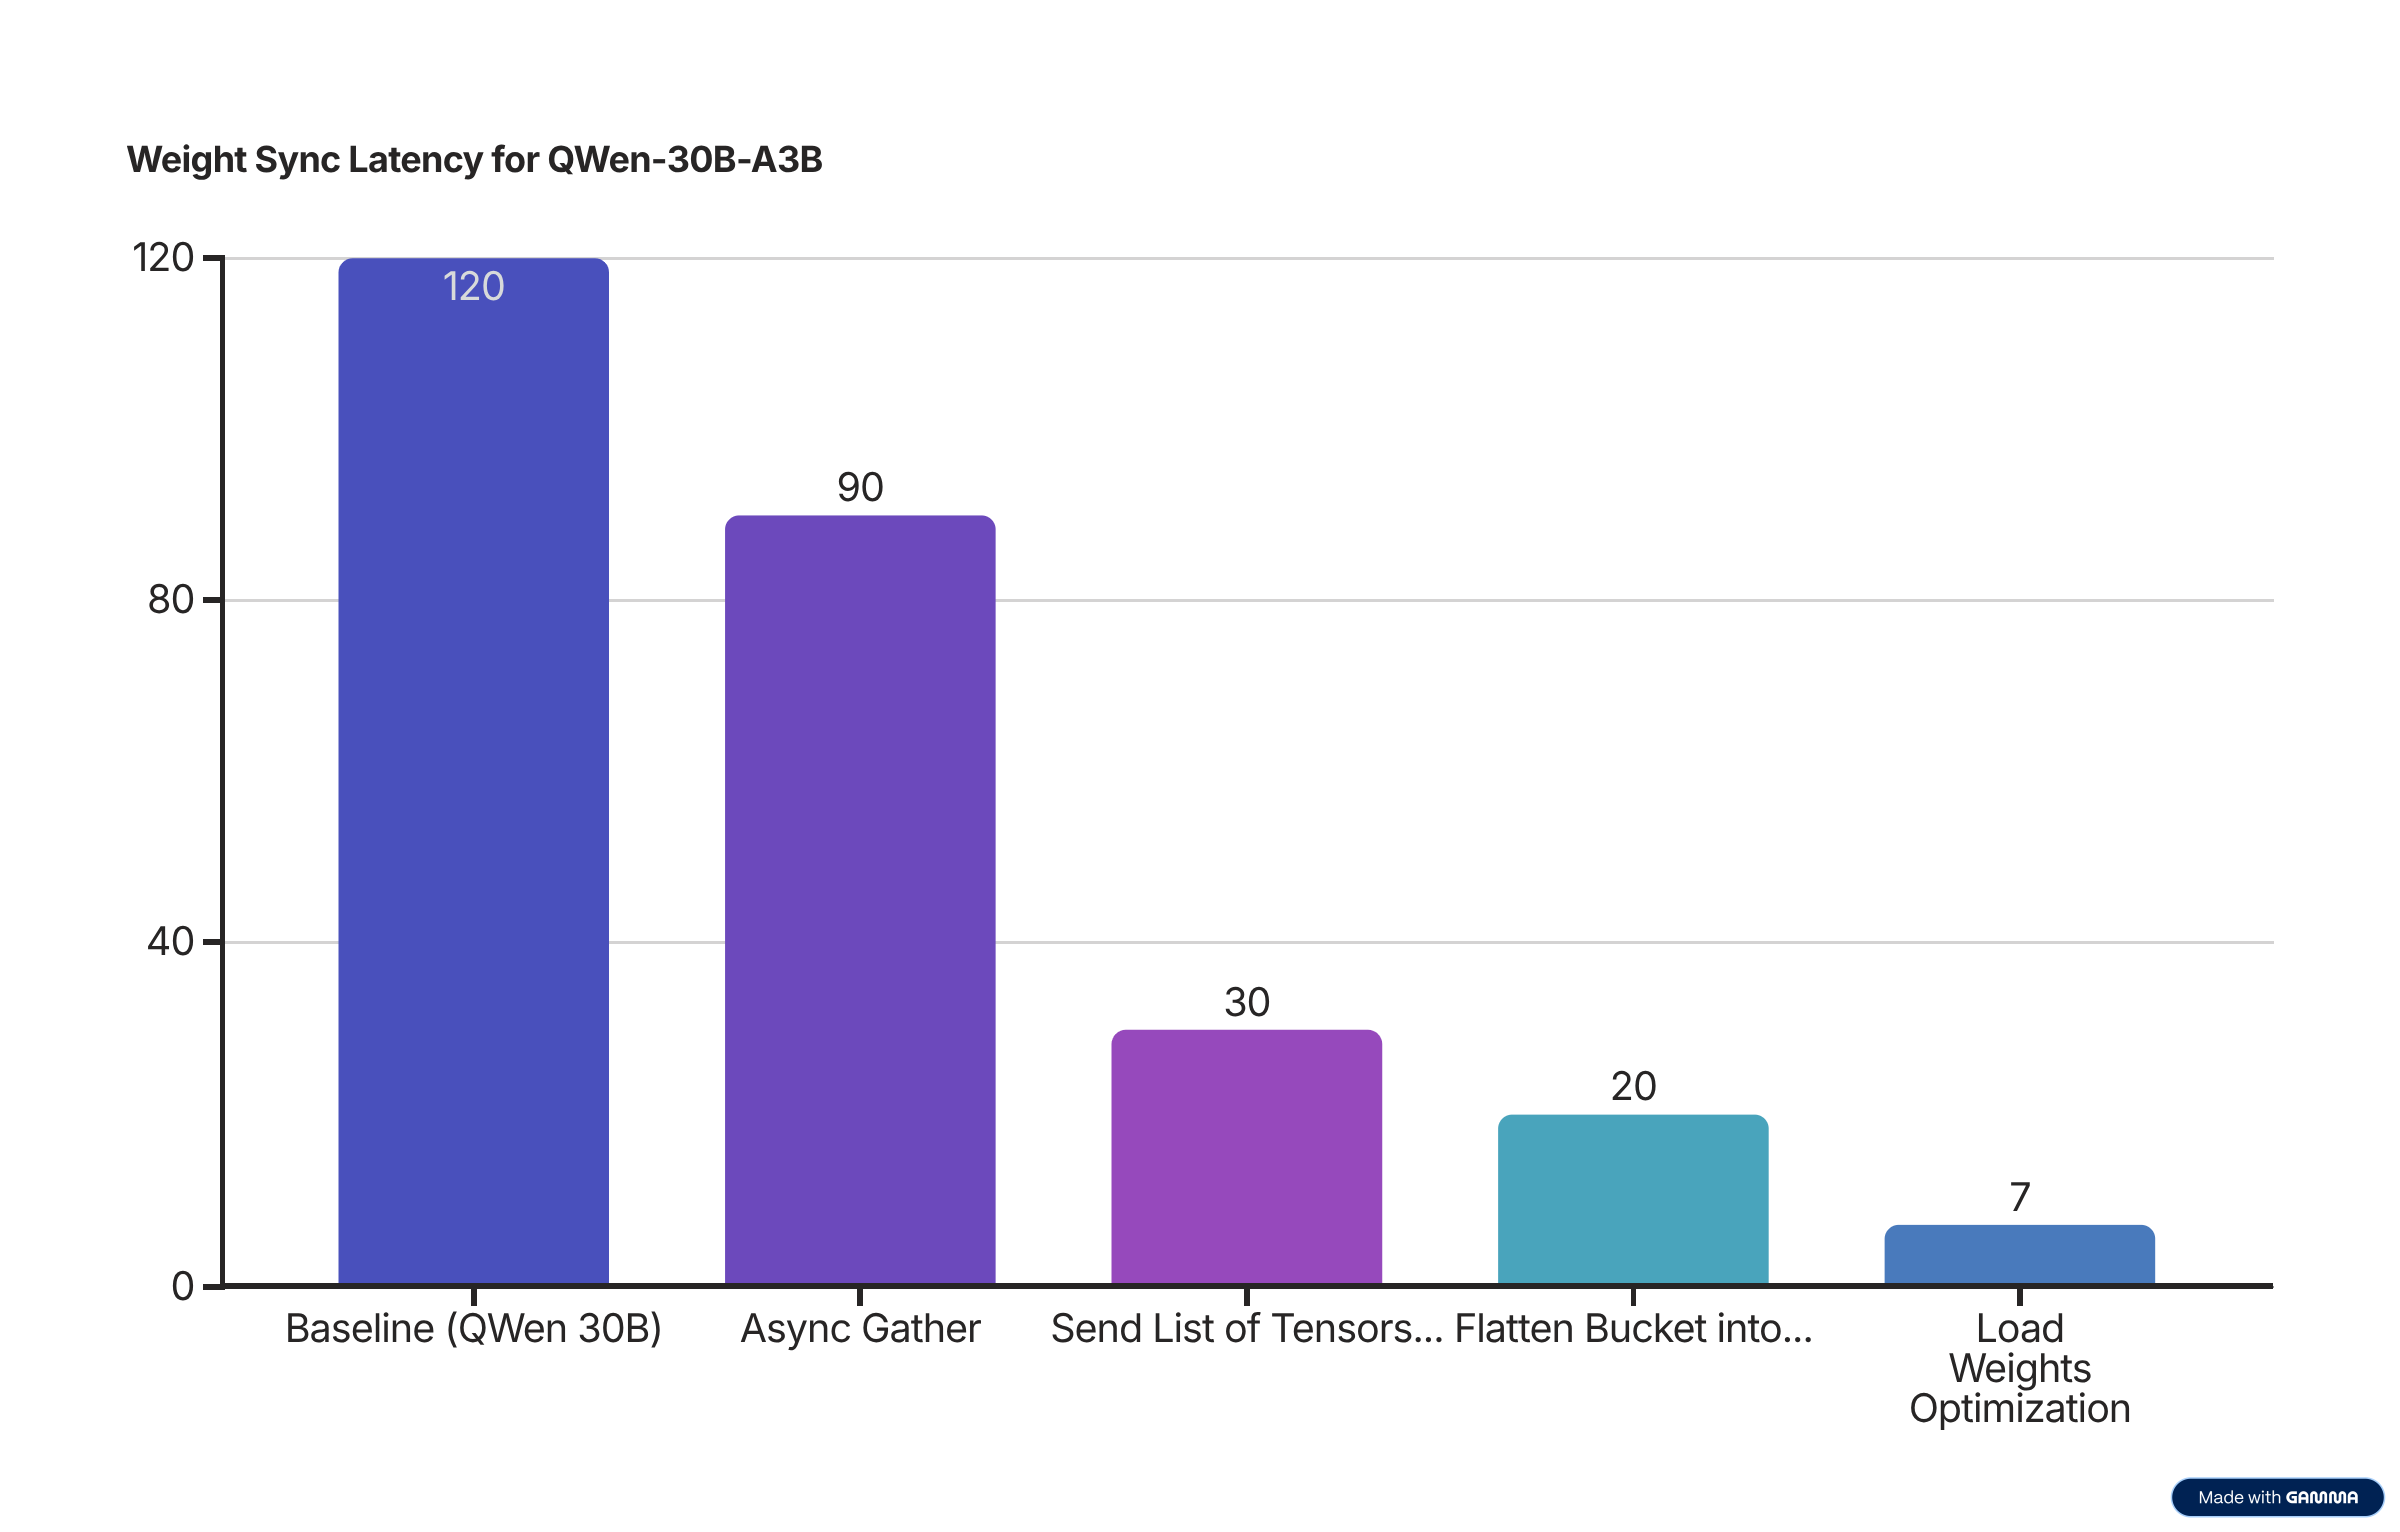 Weight Sync Latency for QWen-30B-A3B
120
120
90
80
40
30
20
7
0
Baseline (QWen 30B)
Async Gather
Send List of Tensors...
Flatten Bucket into...
Load
Weights
Optimization
Made with GAMMA